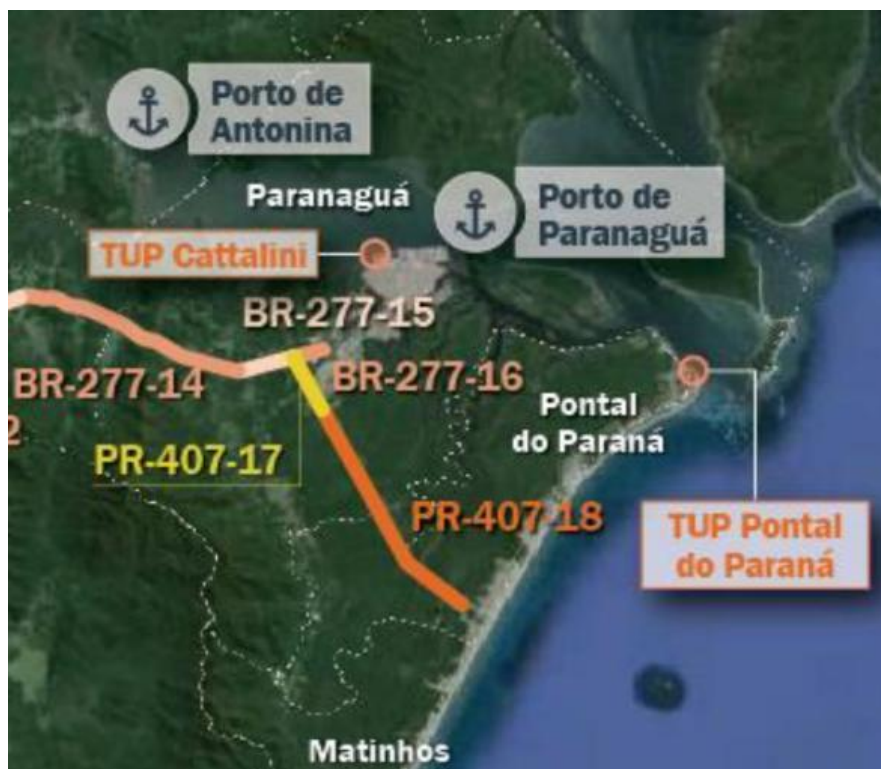 Porto de
Antonina
Paranaguá
Porto de
Paranaguá
TUP Cattalini
BR-277-15
BR-277-14
BR-277-16
2
Pontal
do Paraná
PR-407-17
PR-407-18
TUP Pontal
do Paraná
Matinhos